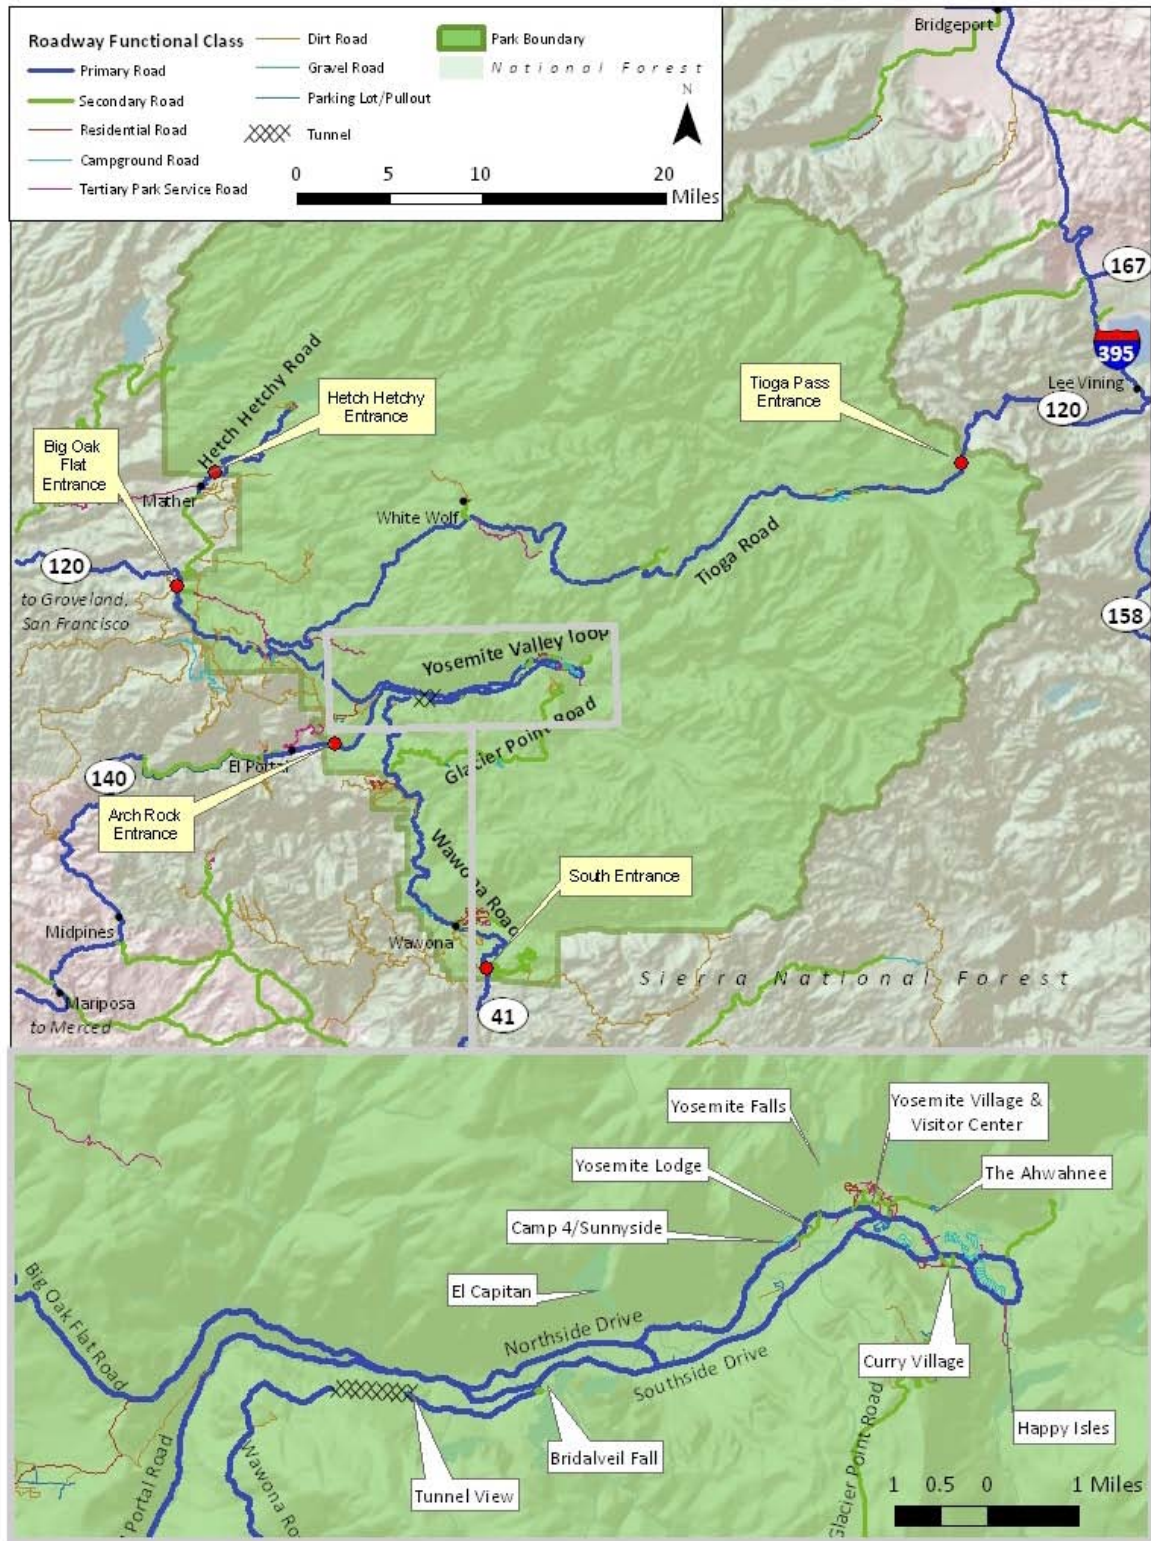 Roadway Functional Class
Primary Road
Secondary Road
Residential Road
Campground Road
Tertiary Park Service Road
Dirt Road
Gravel Road
Parking Lot/Pullout
Tunnel
Park Boundary
National Forest
N
0 5 10 20
Miles
Bridgeport
167
395
Lee Vining
120
Tioga Pass
Entrance
Hetch Hetchy Road
Hetch Hetchy
Entrance
Big Oak
Flat
Entrance
Mather
White Wolf
Tioga Road
120
to Groveland,
San Francisco
158
Yosemite Valley loop
Glacier Point Road
El Portal
140
Arch Rock
Entrance
Wawona Road
South Entrance
Midpines
Wawona
Sierra National Forest
Mariposa
to Merced
41
Yosemite Falls
Yosemite Village &
Visitor Center
Yosemite Lodge
The Ahwahnee
Camp 4/Sunnyside
El Capitan
Big Oak Flat Road
Northside Drive
Southside Drive
Curry Village
Happy Isles
Bridalveil Fall
Tunnel View
Portal Road
Wawona Ro
Glacier Point Road
1 0.5 0 1 Miles